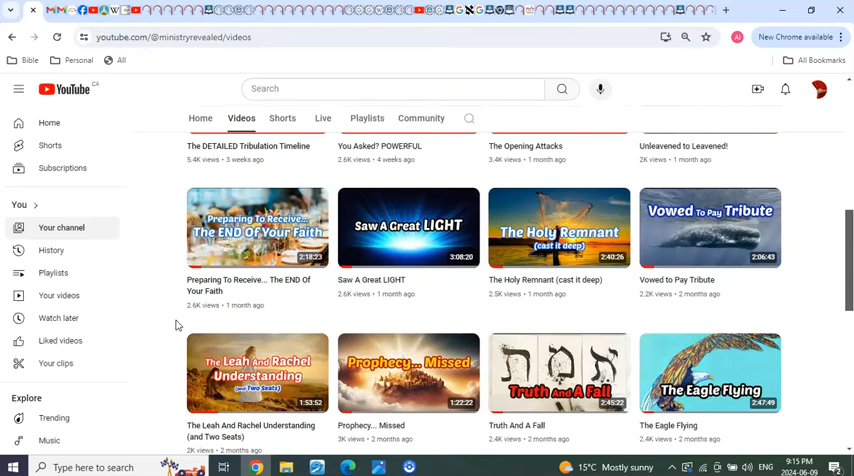 youtube.com/@ministryrevealed/videos
New Chrome available
Bible
Personal
All
All Bookmarks
YouTube CA
Search
AI
Home
Videos
Shorts
Live
Playlists
Community
Home
Shorts
Subscriptions
You
Your channel
History
Playlists
Your videos
Watch later
Liked videos
Your clips
Explore
Trending
Music
The DETAILED Tribulation Timeline
5.4K views • 3 weeks ago
You Asked? POWERFUL
2.6K views • 4 weeks ago
The Opening Attacks
3.4K views • 1 month ago
Unleavened to Leavened!
2K views • 1 month ago
Preparing To Receive...
The END Of Your Faith
2:18:23
Preparing To Receive... The END Of
Your Faith
2.6K views • 1 month ago
Saw A Great LIGHT
3:08:20
Saw A Great LIGHT
2.6K views • 1 month ago
The Holy Remnant
(cast it deep)
2:40:26
The Holy Remnant (cast it deep)
2.5K views • 1 month ago
Vowed To Pay Tribute
2:06:43
Vowed to Pay Tribute
2.2K views • 2 months ago
The Leah And Rachel
Understanding
(and Two Seats)
1:53:52
The Leah And Rachel Understanding
(and Two Seats)
2K views • 2 months ago
Prophecy... Missed
1:22:22
Prophecy... Missed
3K views • 2 months ago
תמת
Truth And A Fall
2:45:22
Truth And A Fall
2.4K views • 2 months ago
The Eagle Flying
2:47:49
The Eagle Flying
2.4K views • 2 months ago
Type here to search
15°C Mostly sunny
ENG
9:15 PM
2024-06-09
2